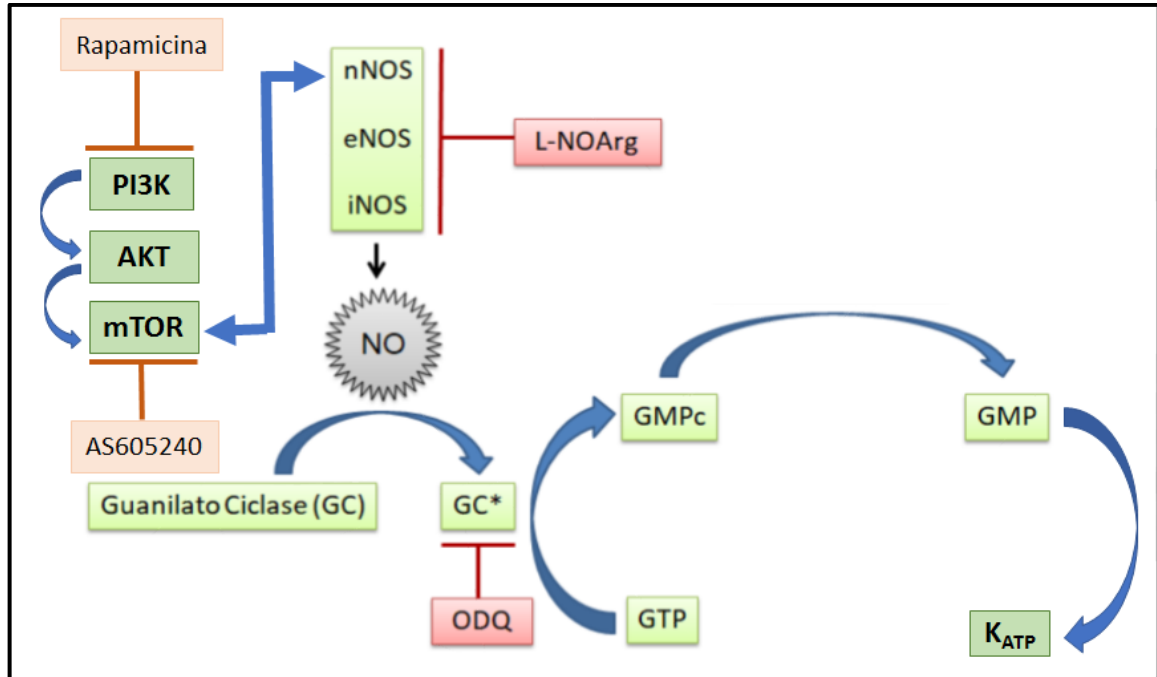 Rapamicina
nNOS
eNOS
iNOS
L-NOArg
PI3K
AKT
mTOR
NO
AS605240
GMPc
GMP
Guanilato Ciclase (GC)
GC*
ODQ
GTP
KATP